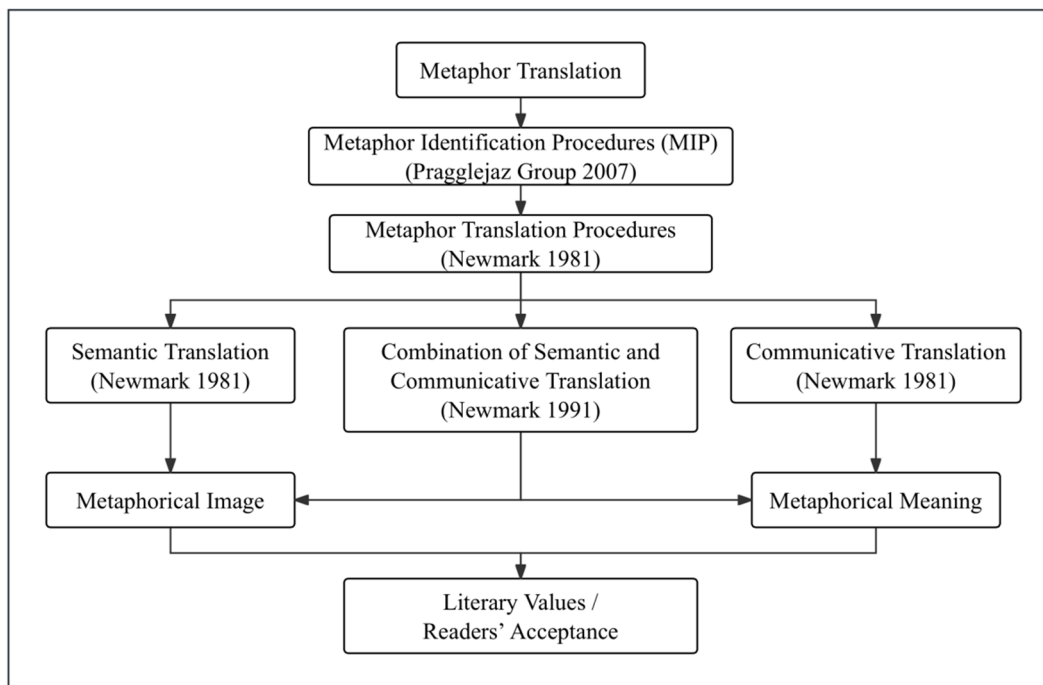 Metaphor Translation
Metaphor Identification Procedures (MIP)
(Pragglejaz Group 2007)
Metaphor Translation Procedures
(Newmark 1981)
Semantic Translation
(Newmark 1981)
Combination of Semantic and
Communicative Translation
(Newmark 1991)
Communicative Translation
(Newmark 1981)
Metaphorical Image
Metaphorical Meaning
Literary Values /
Readers’ Acceptance